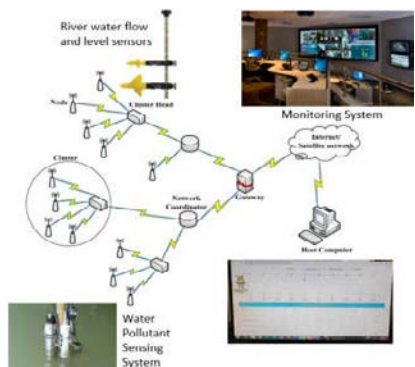 River water flow
and level sensors
Monitoring System
Node
Cluster Head
Internet/
Satellite network
Cluster
Network
Coordinator
Gateway
Host Computer
Water
Pollutant
Sensing
System